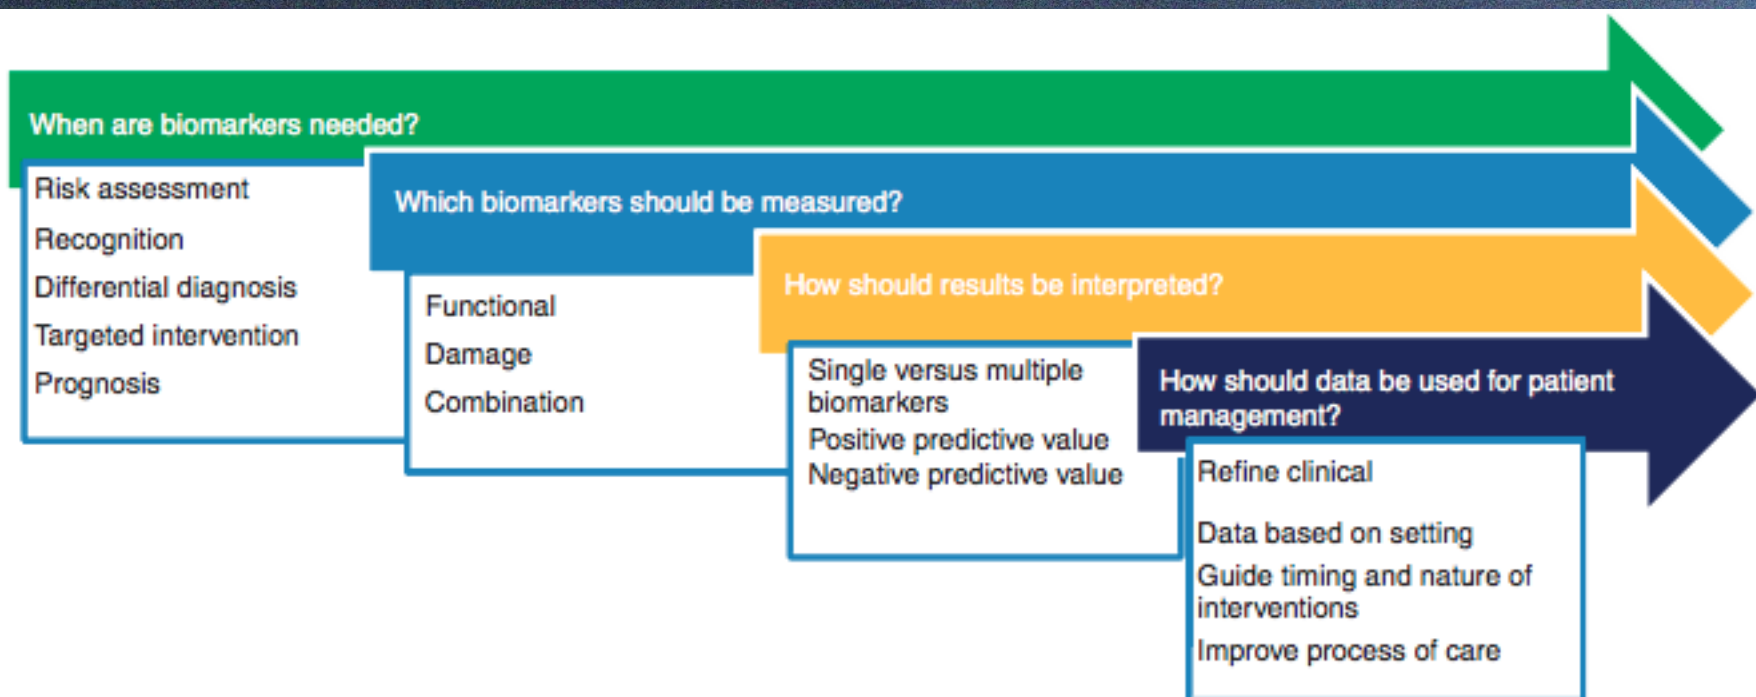 When are biomarkers needed?
Risk assessment
Recognition
Differential diagnosis
Targeted intervention
Prognosis
Which biomarkers should be measured?
Functional
Damage
Combination
How should results be interpreted?
Single versus multiple
biomarkers
Positive predictive value
Negative predictive value
How should data be used for patient
management?
Refine clinical
Data based on setting
Guide timing and nature of
interventions
Improve process of care